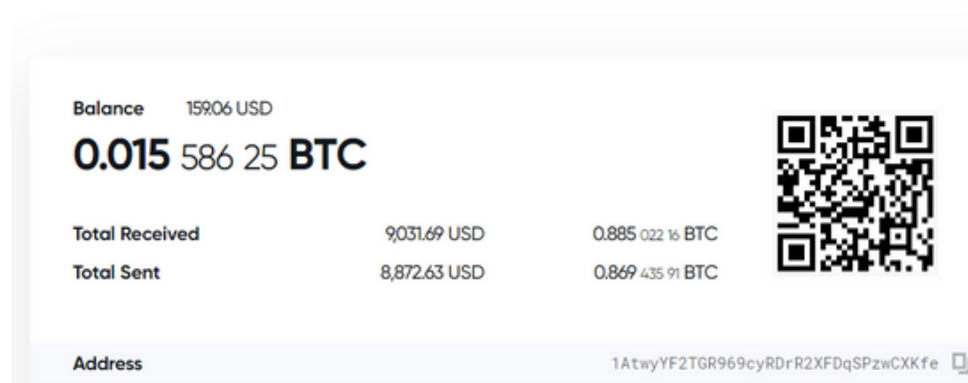 Balance 159.06 USD
0.015 586 25 BTC
Total Received 9,031.69 USD 0.885 022 16 BTC
Total Sent 8,872.63 USD 0.869 435 91 BTC
Address 1AtwyYF2TGR969cyRDrR2XFDqSPzwCXKfe